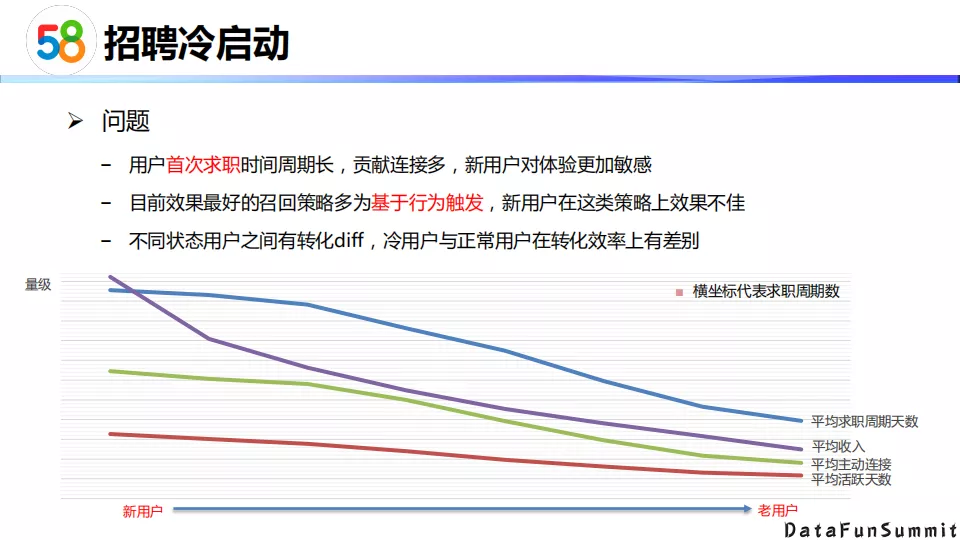 58 招聘冷启动
➢ 问题
– 用户首次求职时间周期长，贡献连接多，新用户对体验更加敏感
– 目前效果最好的召回策略多为基于行为触发，新用户在这类策略上效果不佳
– 不同状态用户之间有转化diff，冷用户与正常用户在转化效率上有差别
量级
横坐标代表求职周期数
平均求职周期天数
平均收入
平均主动连接
平均活跃天数
新用户
老用户
DataFunSummit